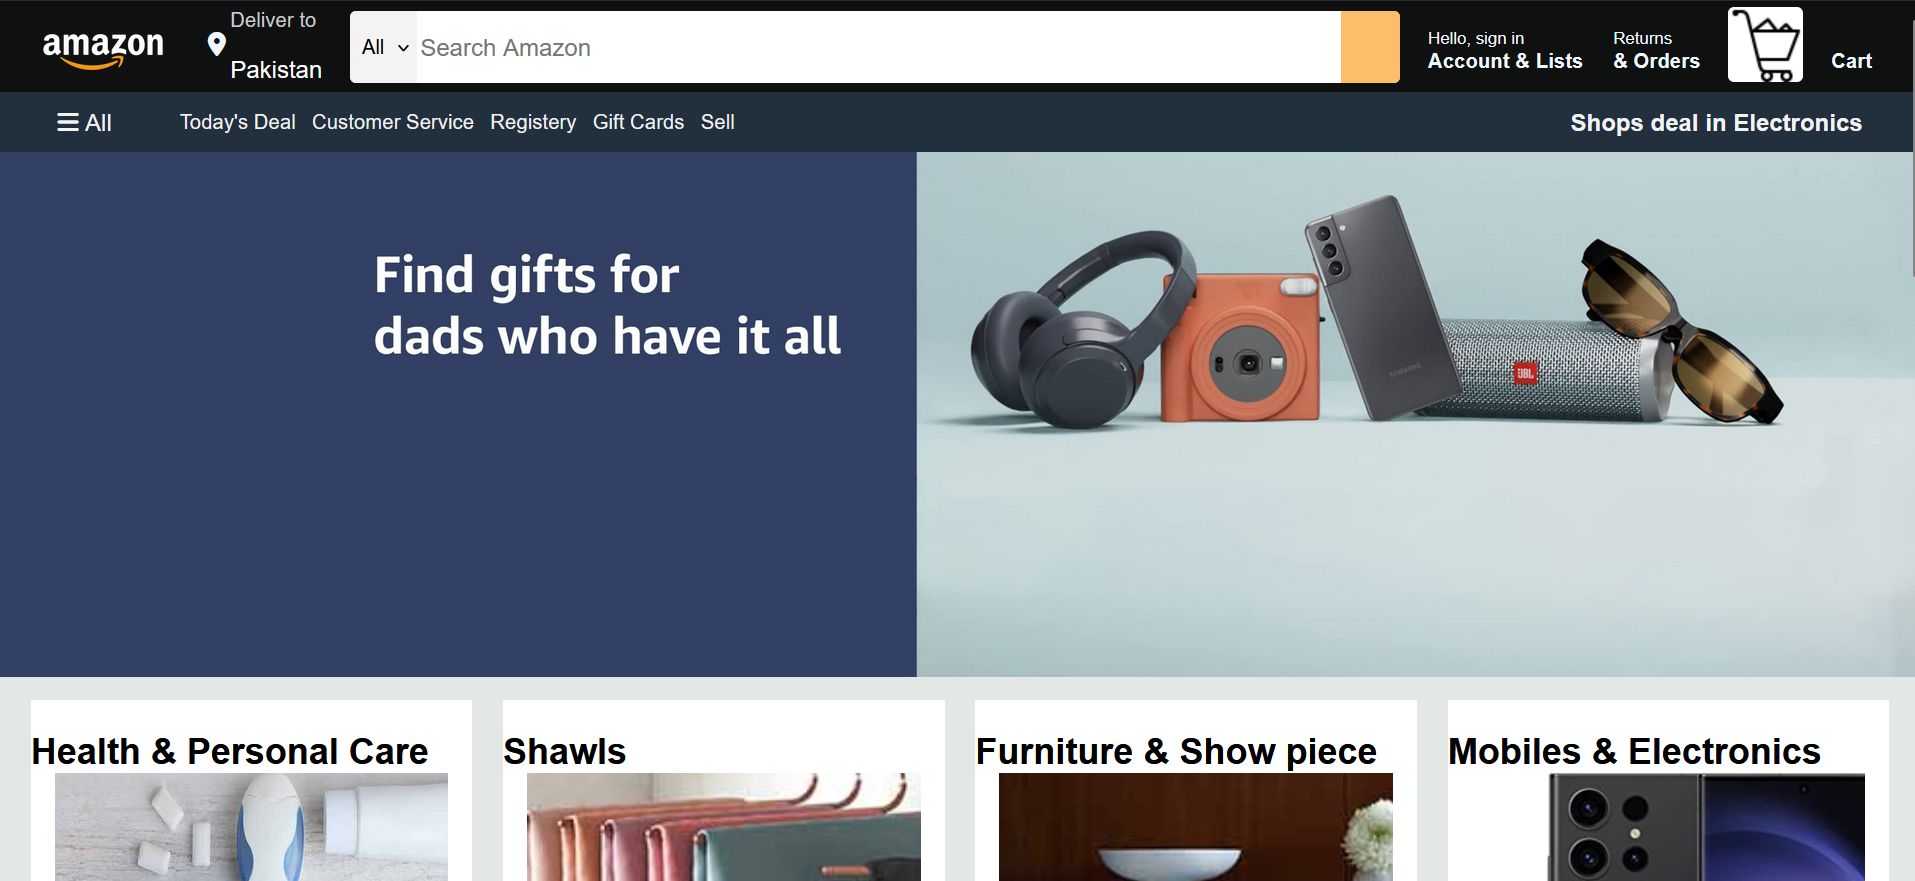 amazon
Deliver to
Pakistan
All
Search Amazon
Hello, sign in
Account & Lists
Returns
& Orders
Cart
All
Today's Deal
Customer Service
Registery
Gift Cards
Sell
Shops deal in Electronics
Find gifts for
dads who have it all
SAMSUNG
JBL
Health & Personal Care
Shawls
Furniture & Show piece
Mobiles & Electronics